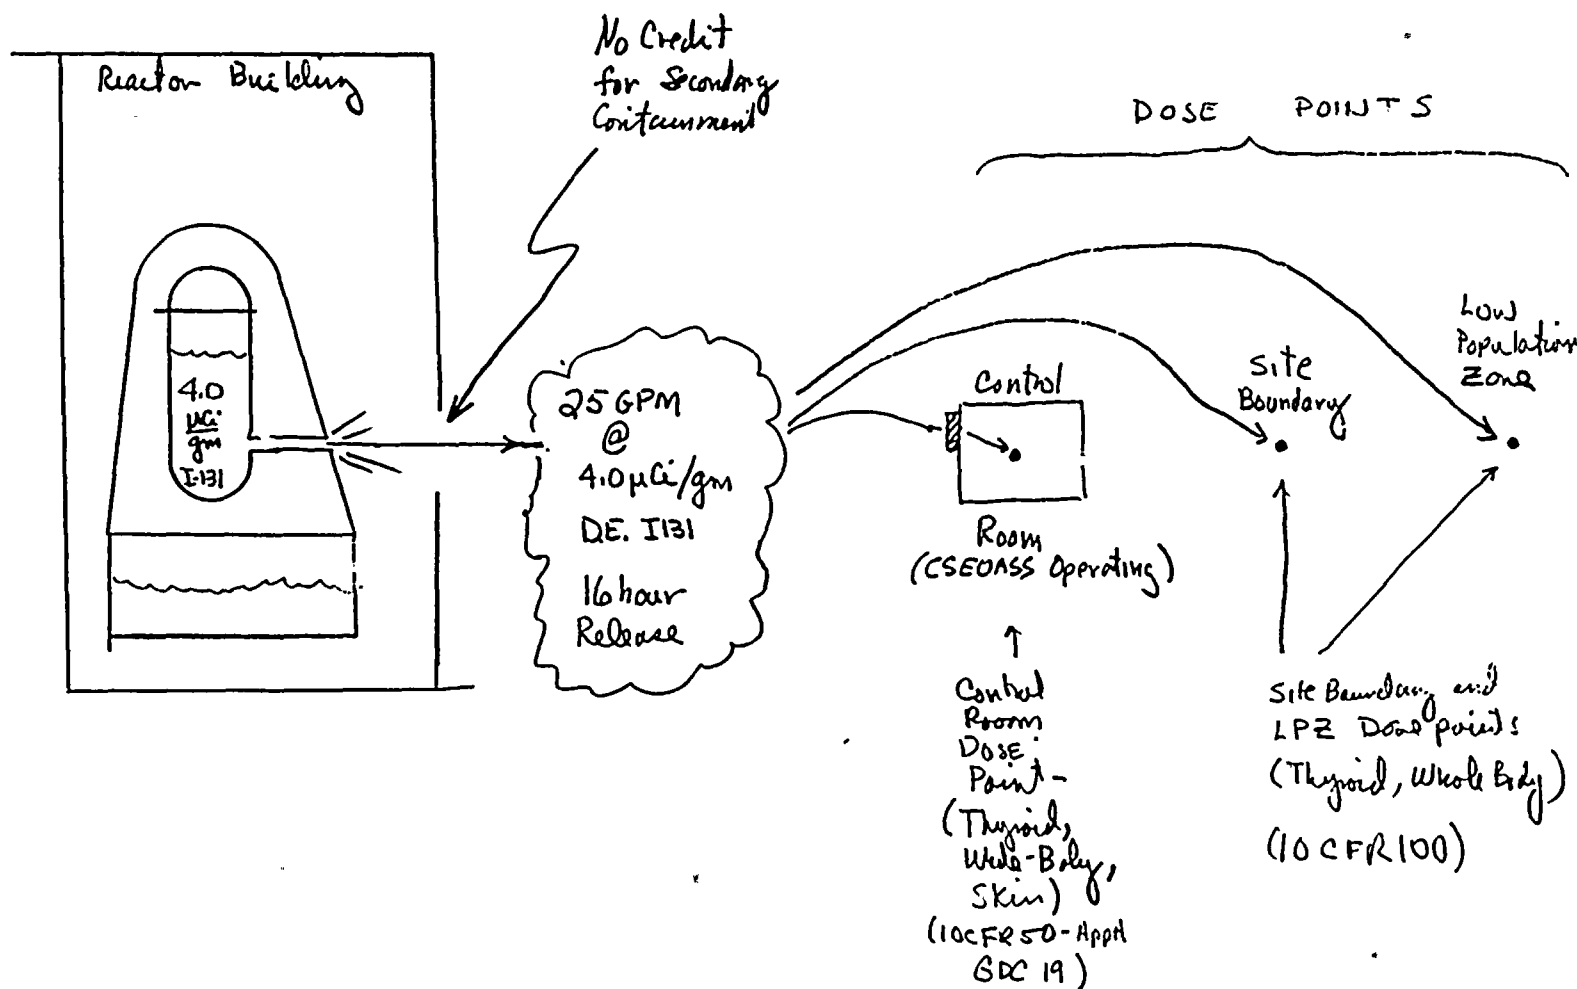 No Credit
for Secondary
Containment
Reactor Building
DOSE POINTS
4.0
µCi
gm
I-131
25 GPM
@
4.0 µCi/gm
D.E. I131
16 hour
Release
Control
Room
(CSEOASS Operating)
Site
Boundary
Low
Population
Zone
Control
Room
DOSE
Point-
(Thyroid,
Whole-Body,
Skin)
(10CFR50-AppA
GDC 19)
Site Boundary and
LPZ Dose points
(Thyroid, Whole Body)
(10CFR100)